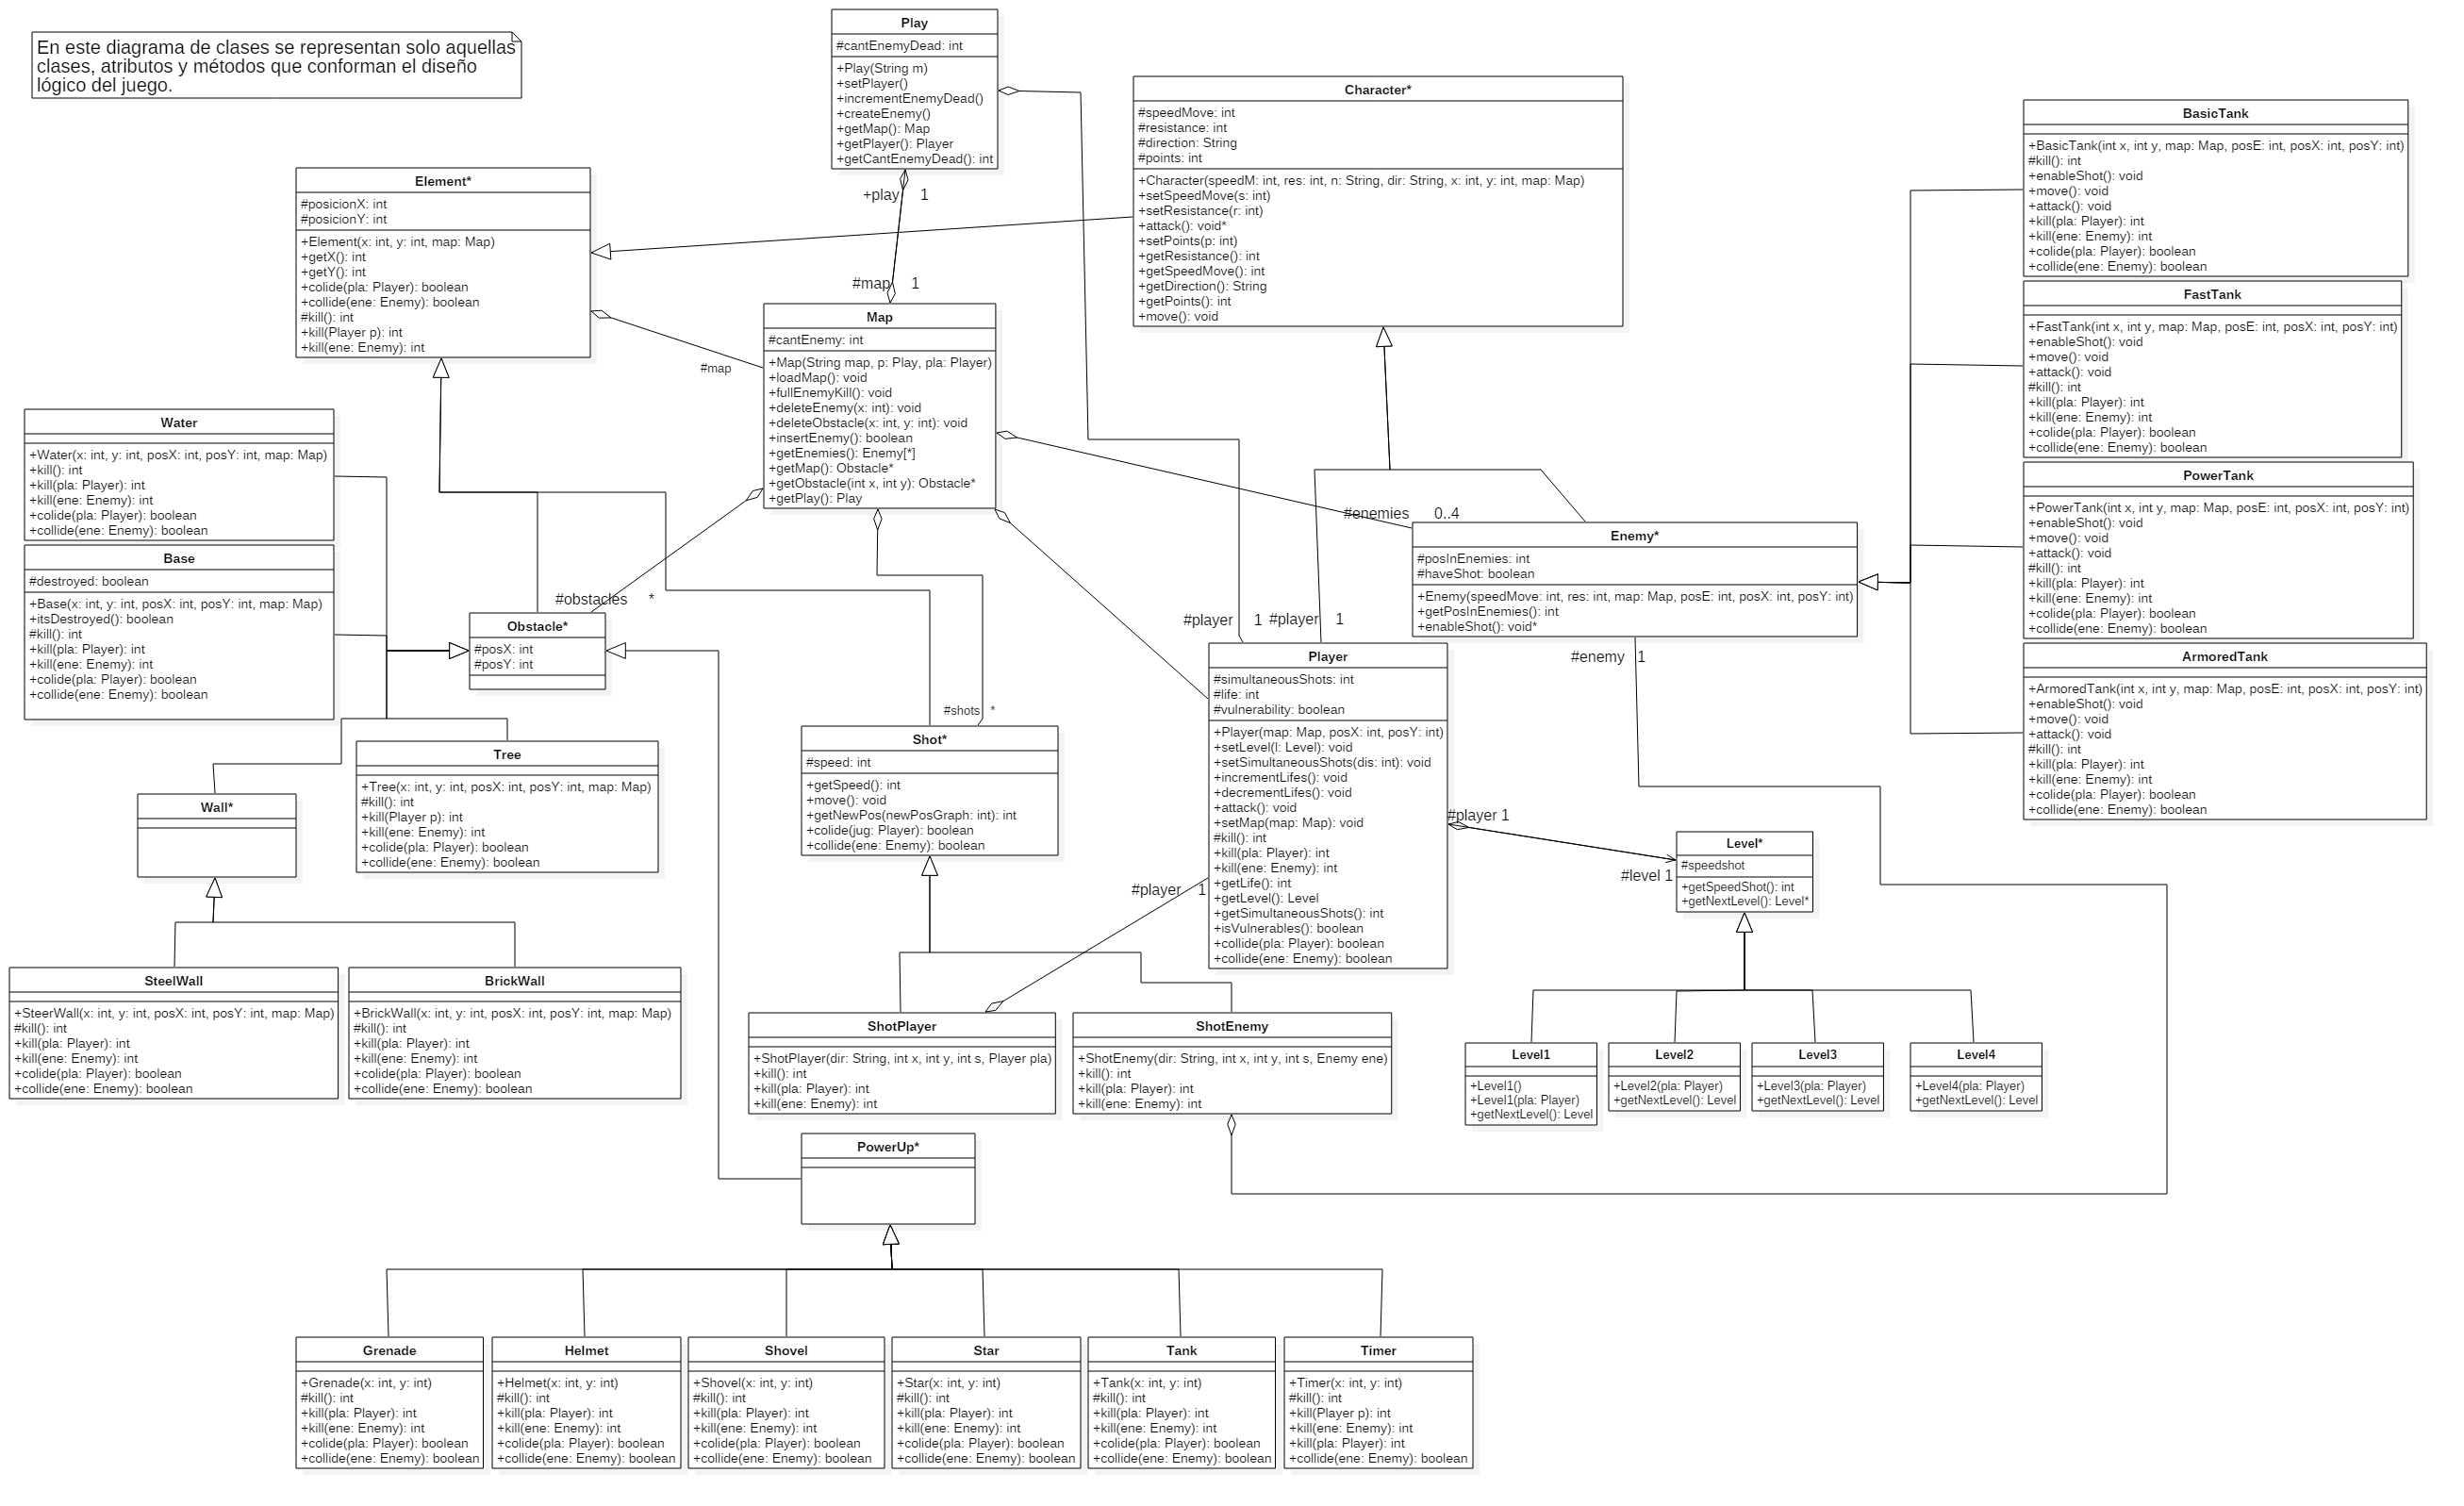 En este diagrama de clases se representan solo aquellas
clases, atributos y métodos que conforman el diseño
lógico del juego.
Play
#cantEnemyDead: int
+Play(String m)
+setPlayer()
+incrementEnemyDead()
+createEnemy()
+getMap(): Map
+getPlayer(): Player
+getCantEnemyDead(): int
+play 1
#map 1
Character*
#speedMove: int
#resistance: int
#direction: String
#points: int
+Character(speedM: int, res: int, n: String, dir: String, x: int, y: int, map: Map)
+setSpeedMove(s: int)
+setResistance(r: int)
+attack(): void*
+setPoints(p: int)
+getResistance(): int
+getSpeedMove(): int
+getDirection(): String
+getPoints(): int
+move(): void
BasicTank
+BasicTank(int x, int y, map: Map, posE: int, posX: int, posY: int)
#kill(): int
+enableShot(): void
+move(): void
+attack(): void
+kill(pla: Player): int
+kill(ene: Enemy): int
+colide(pla: Player): boolean
+collide(ene: Enemy): boolean
FastTank
+FastTank(int x, int y, map: Map, posE: int, posX: int, posY: int)
+enableShot(): void
+move(): void
+attack(): void
#kill(): int
+kill(pla: Player): int
+kill(ene: Enemy): int
+colide(pla: Player): boolean
+collide(ene: Enemy): boolean
PowerTank
+PowerTank(int x, int y, map: Map, posE: int, posX: int, posY: int)
+enableShot(): void
+move(): void
+attack(): void
#kill(): int
+kill(pla: Player): int
+kill(ene: Enemy): int
+colide(pla: Player): boolean
+collide(ene: Enemy): boolean
ArmoredTank
+ArmoredTank(int x, int y, map: Map, posE: int, posX: int, posY: int)
+enableShot(): void
+move(): void
+attack(): void
#kill(): int
+kill(pla: Player): int
+kill(ene: Enemy): int
+colide(pla: Player): boolean
+collide(ene: Enemy): boolean
Element*
#posicionX: int
#posicionY: int
+Element(x: int, y: int, map: Map)
+getX(): int
+getY(): int
+colide(pla: Player): boolean
+collide(ene: Enemy): boolean
#kill(): int
+kill(Player p): int
+kill(ene: Enemy): int
#map
Map
#cantEnemy: int
+Map(String map, p: Play, pla: Player)
+loadMap(): void
+fullEnemyKill(): void
+deleteEnemy(x: int): void
+deleteObstacle(x: int, y: int): void
+insertEnemy(): boolean
+getEnemies(): Enemy[*]
+getMap(): Obstacle*
+getObstacle(int x, int y): Obstacle*
+getPlay(): Play
#enemies 0..4
Enemy*
#posInEnemies: int
#haveShot: boolean
+Enemy(speedMove: int, res: int, map: Map, posE: int, posX: int, posY: int)
+getPosInEnemies(): int
+enableShot(): void*
#enemy 1
Water
+Water(x: int, y: int, posX: int, posY: int, map: Map)
+kill(): int
+kill(pla: Player): int
+kill(ene: Enemy): int
+colide(pla: Player): boolean
+collide(ene: Enemy): boolean
Base
#destroyed: boolean
+Base(x: int, y: int, posX: int, posY: int, map: Map)
+itsDestroyed(): boolean
#kill(): int
+kill(pla: Player): int
+kill(ene: Enemy): int
+colide(pla: Player): boolean
+collide(ene: Enemy): boolean
#obstacles *
Obstacle*
#posX: int
#posY: int
#player 1
#player 1
Player
#simultaneousShots: int
#life: int
#vulnerability: boolean
+Player(map: Map, posX: int, posY: int)
+setLevel(l: Level): void
+setSimultaneousShots(dis: int): void
+incrementLifes(): void
+decrementLifes(): void
+attack(): void
+setMap(map: Map): void
#kill(): int
+kill(pla: Player): int
+kill(ene: Enemy): int
+getLife(): int
+getLevel(): Level
+getSimultaneousShots(): int
+isVulnerables(): boolean
+collide(pla: Player): boolean
+collide(ene: Enemy): boolean
#shots *
Shot*
#speed: int
+getSpeed(): int
+move(): void
+getNewPos(newPosGraph: int): int
+colide(jug: Player): boolean
+collide(ene: Enemy): boolean
Tree
+Tree(x: int, y: int, posX: int, posY: int, map: Map)
#kill(): int
+kill(Player p): int
+kill(ene: Enemy): int
+colide(pla: Player): boolean
+collide(ene: Enemy): boolean
Wall*
#player 1
#level 1
Level*
#speedshot
+getSpeedShot(): int
+getNextLevel(): Level*
#player 1
SteelWall
+SteerWall(x: int, y: int, posX: int, posY: int, map: Map)
#kill(): int
+kill(pla: Player): int
+kill(ene: Enemy): int
+colide(pla: Player): boolean
+collide(ene: Enemy): boolean
BrickWall
+BrickWall(x: int, y: int, posX: int, posY: int, map: Map)
#kill(): int
+kill(pla: Player): int
+kill(ene: Enemy): int
+colide(pla: Player): boolean
+collide(ene: Enemy): boolean
ShotPlayer
+ShotPlayer(dir: String, int x, int y, int s, Player pla)
+kill(): int
+kill(pla: Player): int
+kill(ene: Enemy): int
ShotEnemy
+ShotEnemy(dir: String, int x, int y, int s, Enemy ene)
+kill(): int
+kill(pla: Player): int
+kill(ene: Enemy): int
Level1
+Level1()
+Level1(pla: Player)
+getNextLevel(): Level
Level2
+Level2(pla: Player)
+getNextLevel(): Level
Level3
+Level3(pla: Player)
+getNextLevel(): Level
Level4
+Level4(pla: Player)
+getNextLevel(): Level
PowerUp*
Grenade
+Grenade(x: int, y: int)
#kill(): int
+kill(pla: Player): int
+kill(ene: Enemy): int
+colide(pla: Player): boolean
+collide(ene: Enemy): boolean
Helmet
+Helmet(x: int, y: int)
#kill(): int
+kill(pla: Player): int
+kill(ene: Enemy): int
+colide(pla: Player): boolean
+collide(ene: Enemy): boolean
Shovel
+Shovel(x: int, y: int)
#kill(): int
+kill(pla: Player): int
+kill(ene: Enemy): int
+colide(pla: Player): boolean
+collide(ene: Enemy): boolean
Star
+Star(x: int, y: int)
#kill(): int
+kill(pla: Player): int
+kill(ene: Enemy): int
+colide(pla: Player): boolean
+collide(ene: Enemy): boolean
Tank
+Tank(x: int, y: int)
#kill(): int
+kill(pla: Player): int
+kill(ene: Enemy): int
+colide(pla: Player): boolean
+collide(ene: Enemy): boolean
Timer
+Timer(x: int, y: int)
#kill(): int
+kill(Player p): int
+kill(ene: Enemy): int
+kill(pla: Player): int
+collide(ene: Enemy): boolean